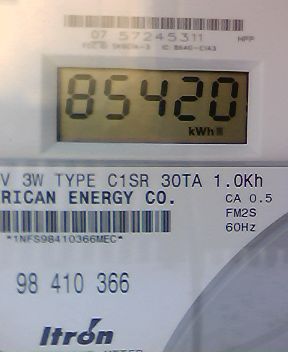 07 57245311
85420
kWh
V 3W TYPE C1SR 30TA 1.0Kh
RICAN ENERGY CO.
CA 0.5
FM2S
60Hz
*1NFS98410366MEC*
98 410 366
Itron